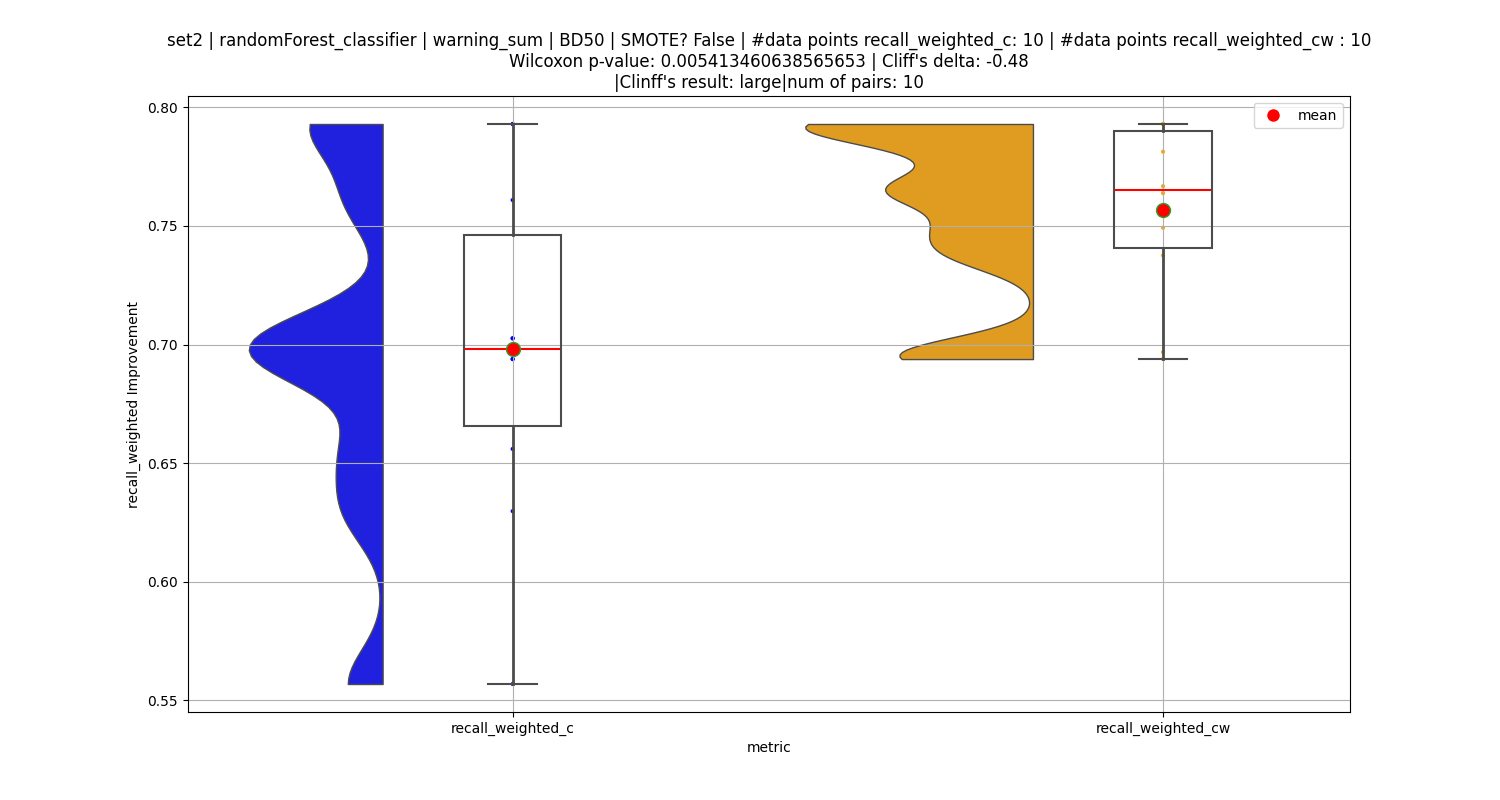 set2 | randomForest_classifier | warning_sum | BD50 | SMOTE? False | #data points recall_weighted_c: 10 | #data points recall_weighted_cw : 10
Wilcoxon p-value: 0.005413460638565653 | Cliff's delta: -0.48
|Clinff's result: large|num of pairs: 10
mean
0.80
0.75
0.70
0.65
0.60
0.55
recall_weighted Improvement
recall_weighted_c
recall_weighted_cw
metric